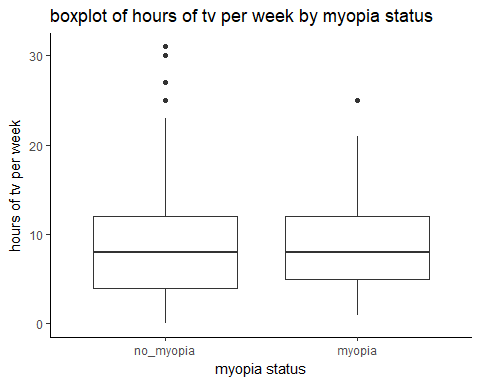 boxplot of hours of tv per week by myopia status
hours of tv per week
30
20
10
0
no_myopia
myopia
myopia status